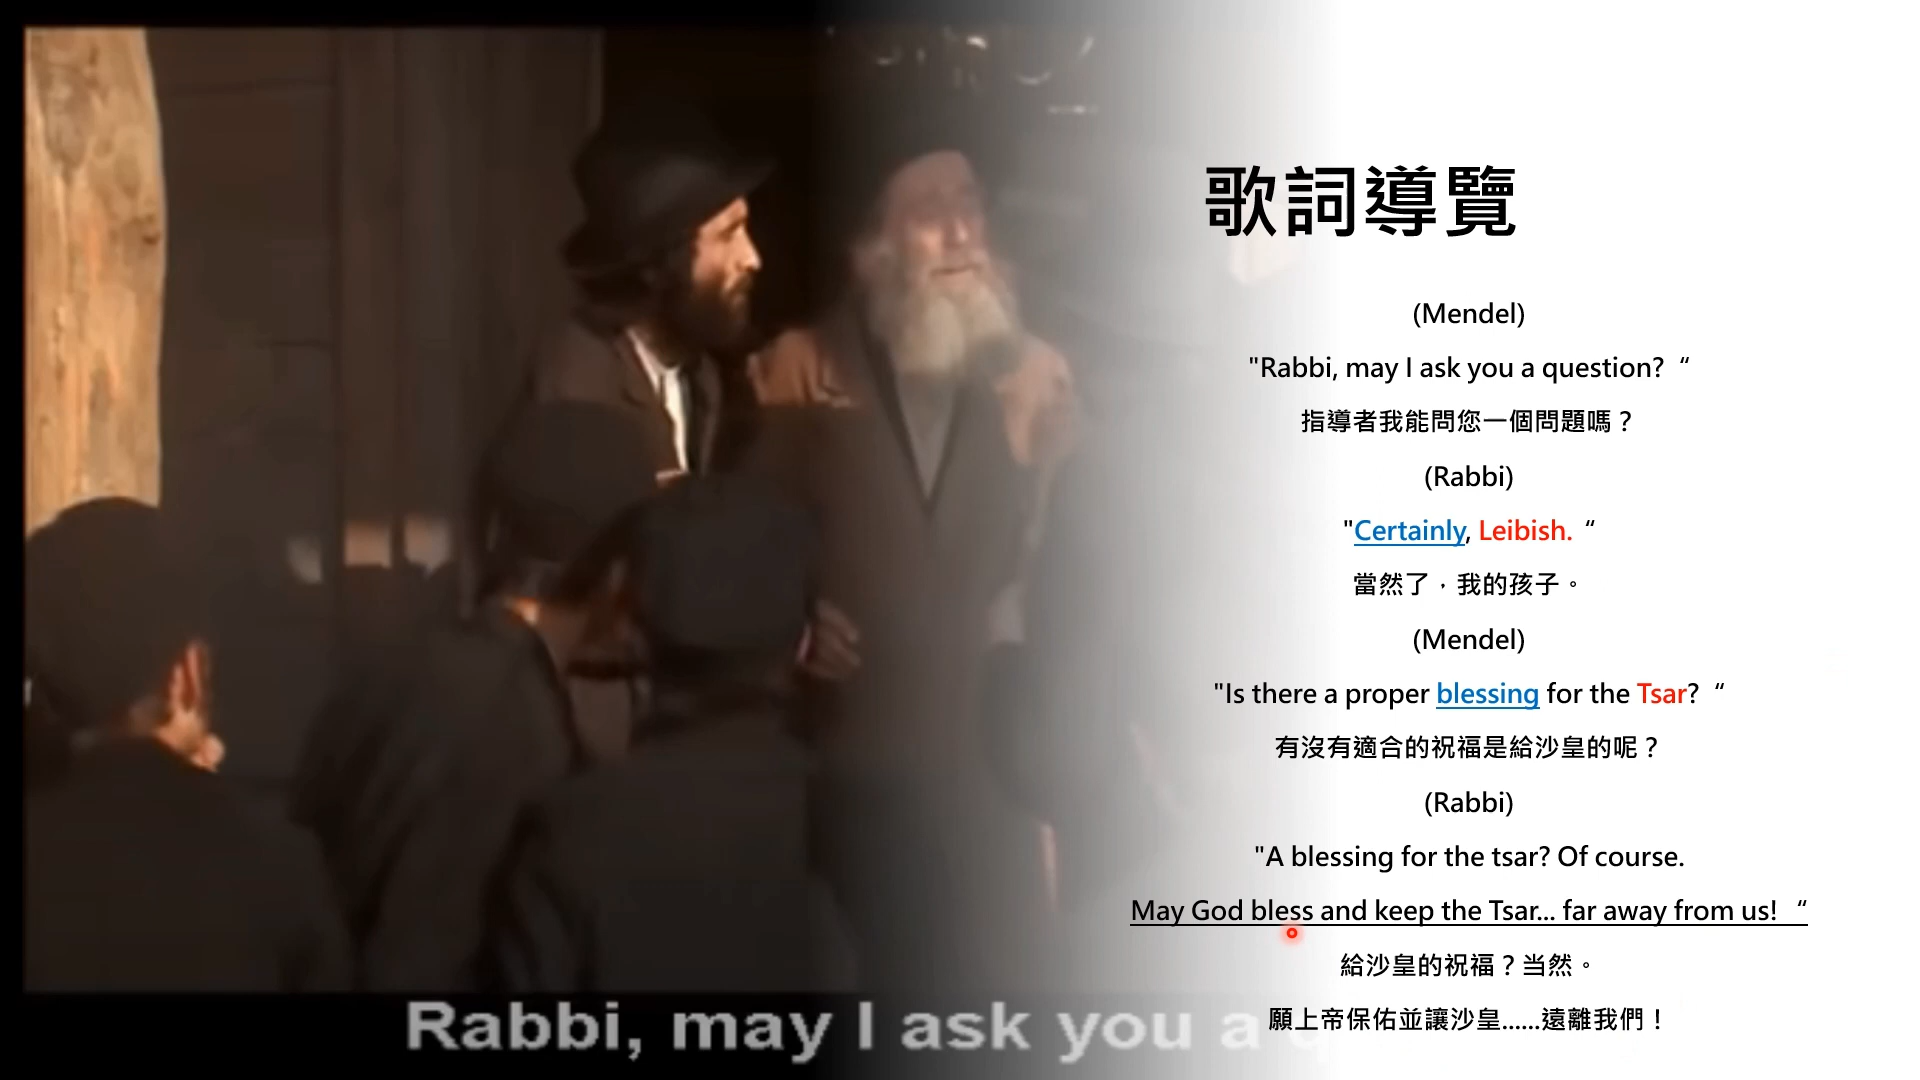 歌詞導覽
(Mendel)
"Rabbi, may I ask you a question? “
指導者我能問您一個問題嗎？
(Rabbi)
"Certainly, Leibish. “
當然了，我的孩子。
(Mendel)
"Is there a proper blessing for the Tsar? “
有沒有適合的祝福是給沙皇的呢？
(Rabbi)
"A blessing for the tsar? Of course.
May God bless and keep the Tsar... far away from us! “
給沙皇的祝福？当然。
願上帝保佑並讓沙皇......遠離我們！
Rabbi, may I ask you a q